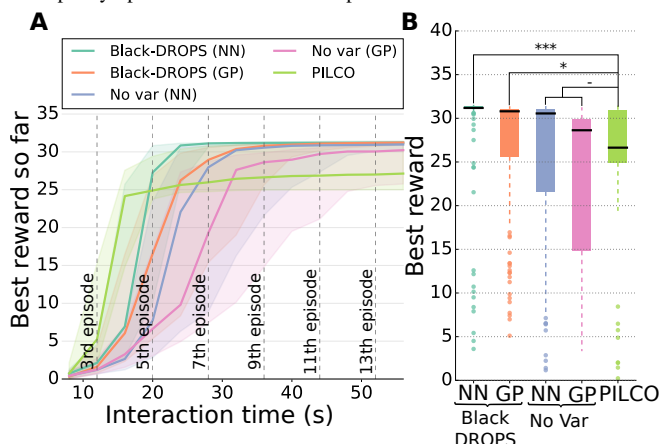 A
B
Black-DROPS (NN)
Black-DROPS (GP)
No var (NN)
No var (GP)
PILCO
Best reward so far
35
30
25
20
15
10
5
0
3rd episode
5th episode
7th episode
9th episode
11th episode
13th episode
10 20 30 40 50
Interaction time (s)
Best reward
40
35
30
25
20
15
10
5
0
***
*
-
NN GP NN GP PILCO
Black DROPS
No Var